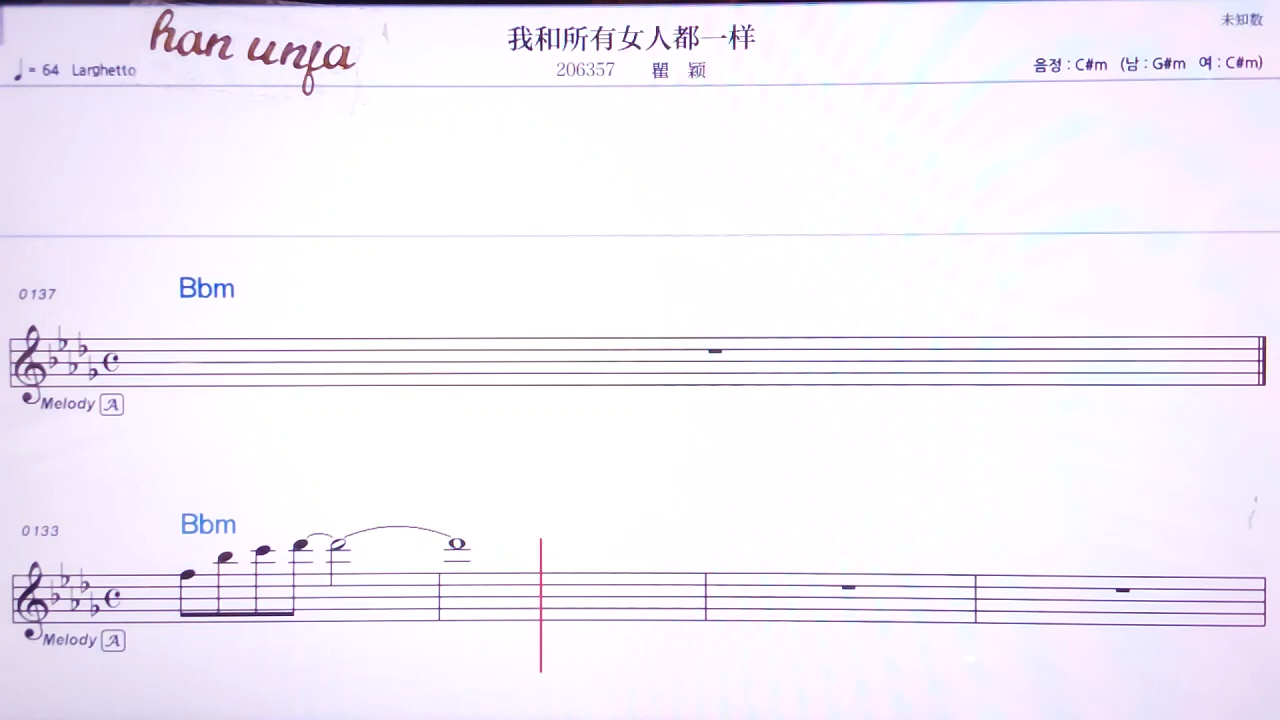 han unfa
我和所有女人都一样
未知数
♩= 64 Larghetto
206357 瞿 颖
음정 : C#m (남 : G#m 여 : C#m)
0137
Bbm
Melody A
0133
Bbm
Melody A